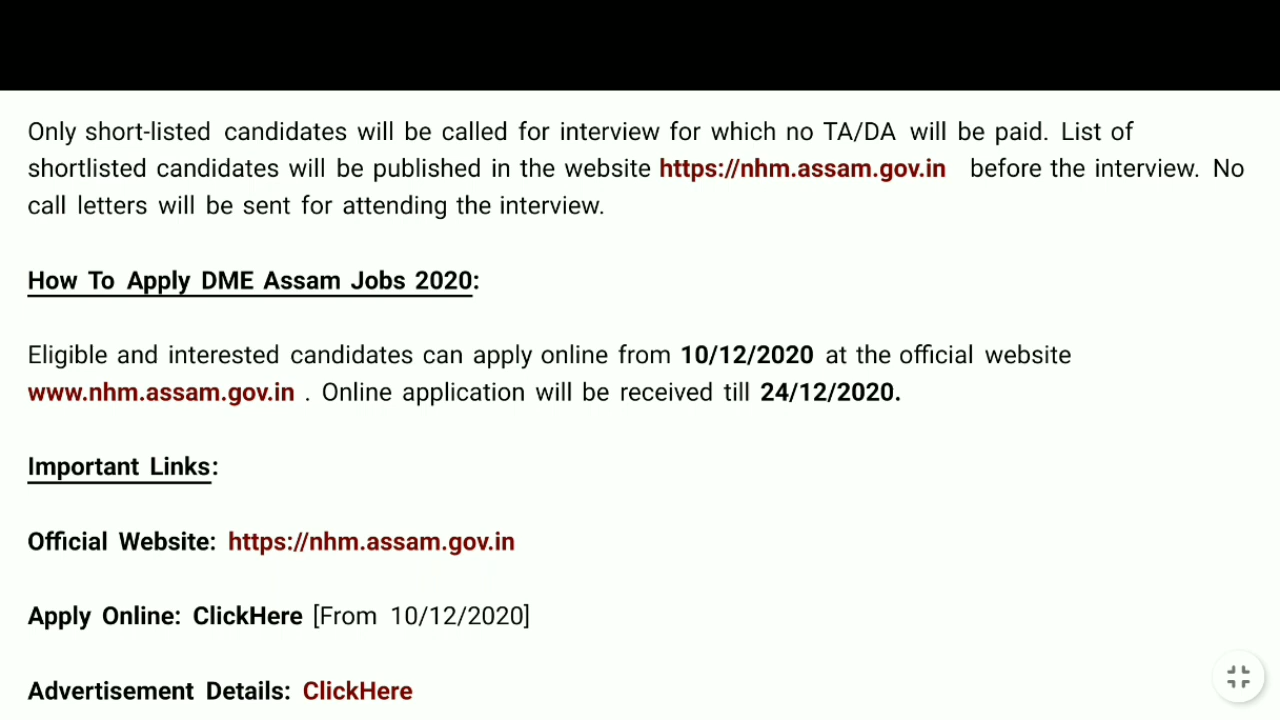 Only short-listed candidates will be called for interview for which no TA/DA will be paid. List of
shortlisted candidates will be published in the website https://nhm.assam.gov.in before the interview. No
call letters will be sent for attending the interview.
How To Apply DME Assam Jobs 2020:
Eligible and interested candidates can apply online from 10/12/2020 at the official website
www.nhm.assam.gov.in . Online application will be received till 24/12/2020.
Important Links:
Official Website: https://nhm.assam.gov.in
Apply Online: ClickHere [From 10/12/2020]
Advertisement Details: ClickHere